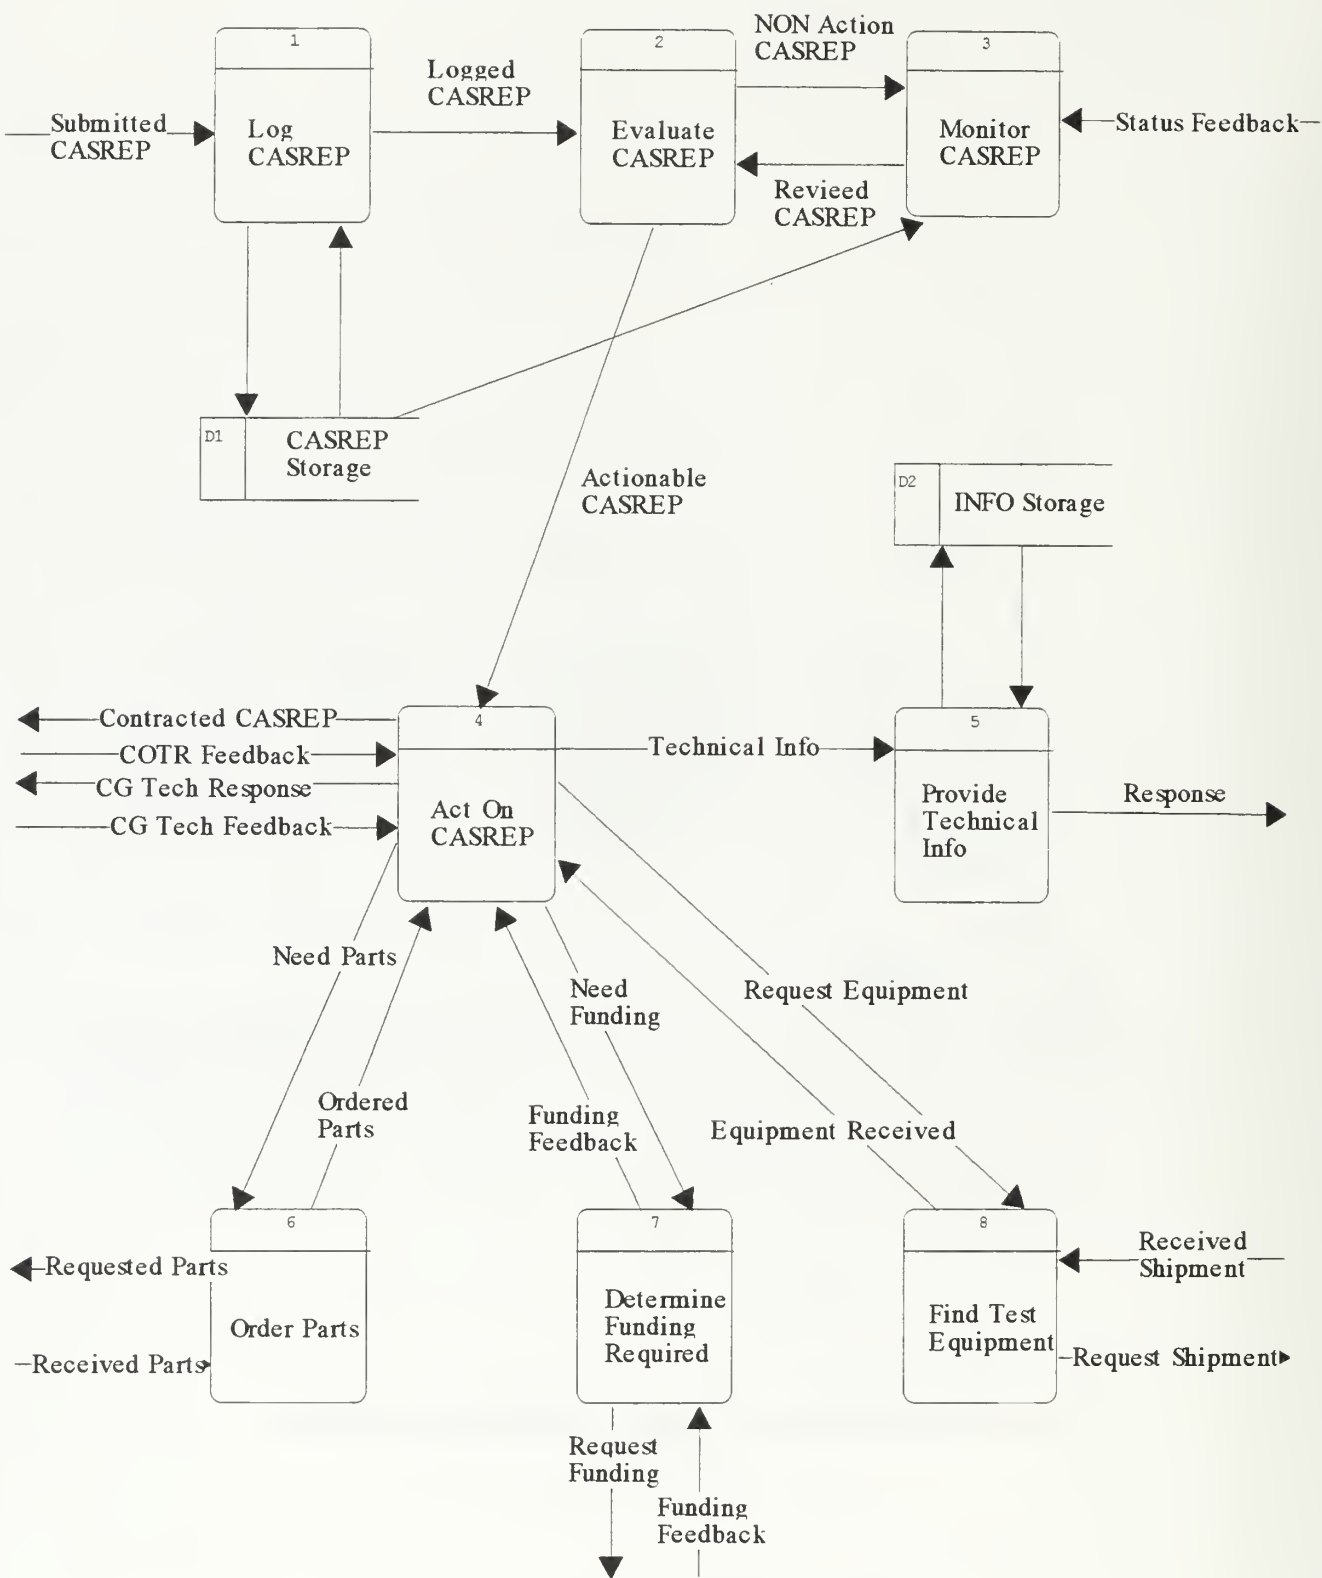 1
2
3
NON Action
CASREP
Logged
CASREP
Submitted
CASREP
Log
CASREP
Evaluate
CASREP
Monitor
CASREP
Status Feedback
Revieed
CASREP
D1
CASREP
Storage
Actionable
CASREP
D2
INFO Storage
Contracted CASREP
COTR Feedback
CG Tech Response
CG Tech Feedback
4
Act On
CASREP
Technical Info
5
Provide
Technical
Info
Response
Need Parts
Need
Funding
Request Equipment
Ordered
Parts
Funding
Feedback
Equipment Received
6
Order Parts
Requested Parts
Received Parts
7
Determine
Funding
Required
8
Find Test
Equipment
Received
Shipment
Request Shipment
Request
Funding
Funding
Feedback